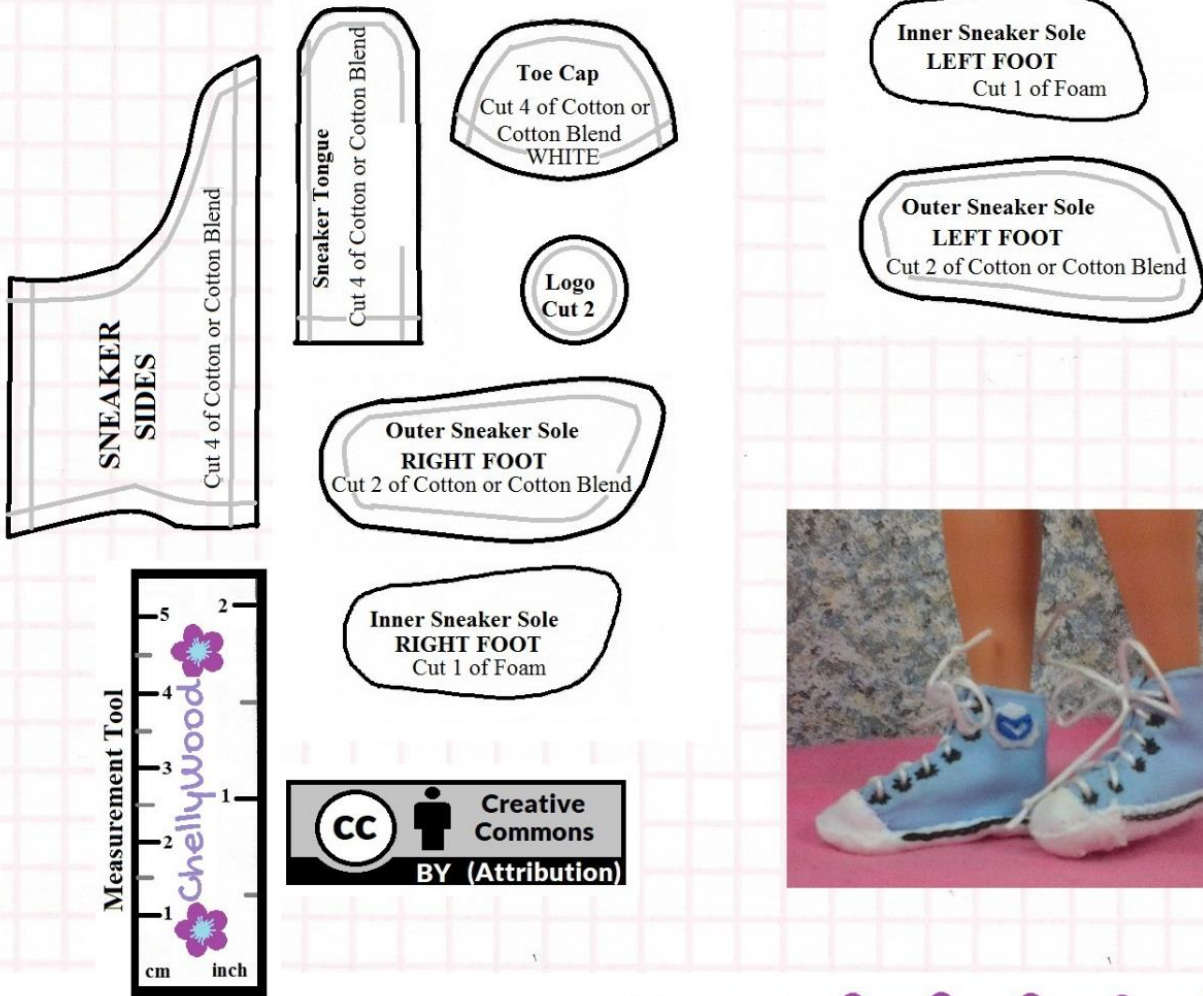 SNEAKER
SIDES
Cut 4 of Cotton or Cotton Blend
Sneaker Tongue
Cut 4 of Cotton or Cotton Blend
Toe Cap
Cut 4 of Cotton or
Cotton Blend
WHITE
Logo
Cut 2
Inner Sneaker Sole
LEFT FOOT
Cut 1 of Foam
Outer Sneaker Sole
LEFT FOOT
Cut 2 of Cotton or Cotton Blend
Outer Sneaker Sole
RIGHT FOOT
Cut 2 of Cotton or Cotton Blend
Inner Sneaker Sole
RIGHT FOOT
Cut 1 of Foam
Measurement Tool
5
4
3
2
1
cm
Chellywood
2
1
inch
CC
Creative
Commons
BY (Attribution)